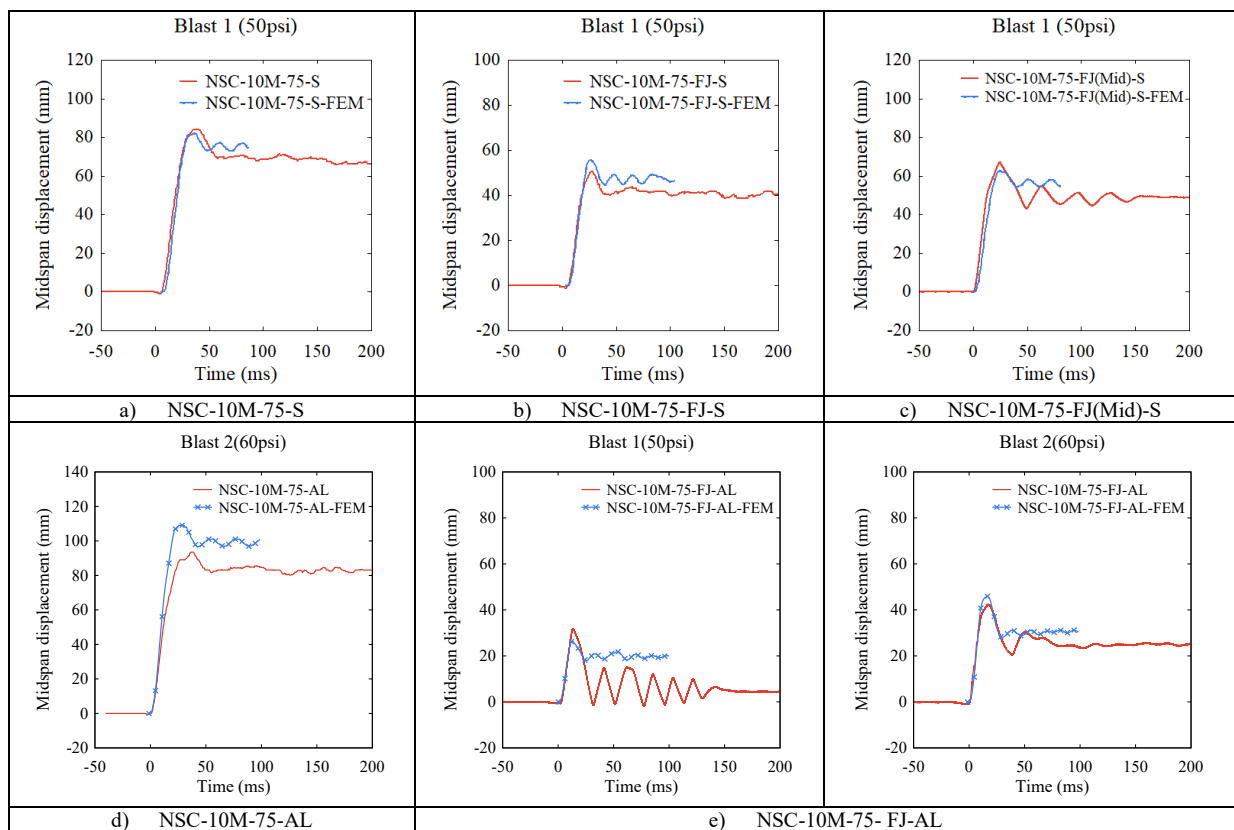 Blast 1 (50psi)
120
100
80
60
40
20
0
-20
Midspan displacement (mm)
NSC-10M-75-S
NSC-10M-75-S-FEM
-50 0 50 100 150 200
Time (ms)
Blast 1 (50psi)
100
80
60
40
20
0
-20
Midspan displacement (mm)
NSC-10M-75-FJ-S
NSC-10M-75-FJ-S-FEM
-50 0 50 100 150 200
Time (ms)
Blast 1 (50psi)
120
100
80
60
40
20
0
-20
Midspan displacement (mm)
NSC-10M-75-FJ(Mid)-S
NSC-10M-75-FJ(Mid)-S-FEM
-50 0 50 100 150 200
Time (ms)
a) NSC-10M-75-S
b) NSC-10M-75-FJ-S
c) NSC-10M-75-FJ(Mid)-S
Blast 2(60psi)
140
120
100
80
60
40
20
0
-20
Midspan displacement (mm)
NSC-10M-75-AL
NSC-10M-75-AL-FEM
-50 0 50 100 150 200
Time (ms)
Blast 1(50psi)
100
80
60
40
20
0
-20
Midspan displacement (mm)
NSC-10M-75-FJ-AL
NSC-10M-75-FJ-AL-FEM
-50 0 50 100 150 200
Time (ms)
Blast 2(60psi)
100
80
60
40
20
0
-20
Midspan displacement (mm)
NSC-10M-75-FJ-AL
NSC-10M-75-FJ-AL-FEM
-50 0 50 100 150 200
Time (ms)
d) NSC-10M-75-AL
e) NSC-10M-75- FJ-AL